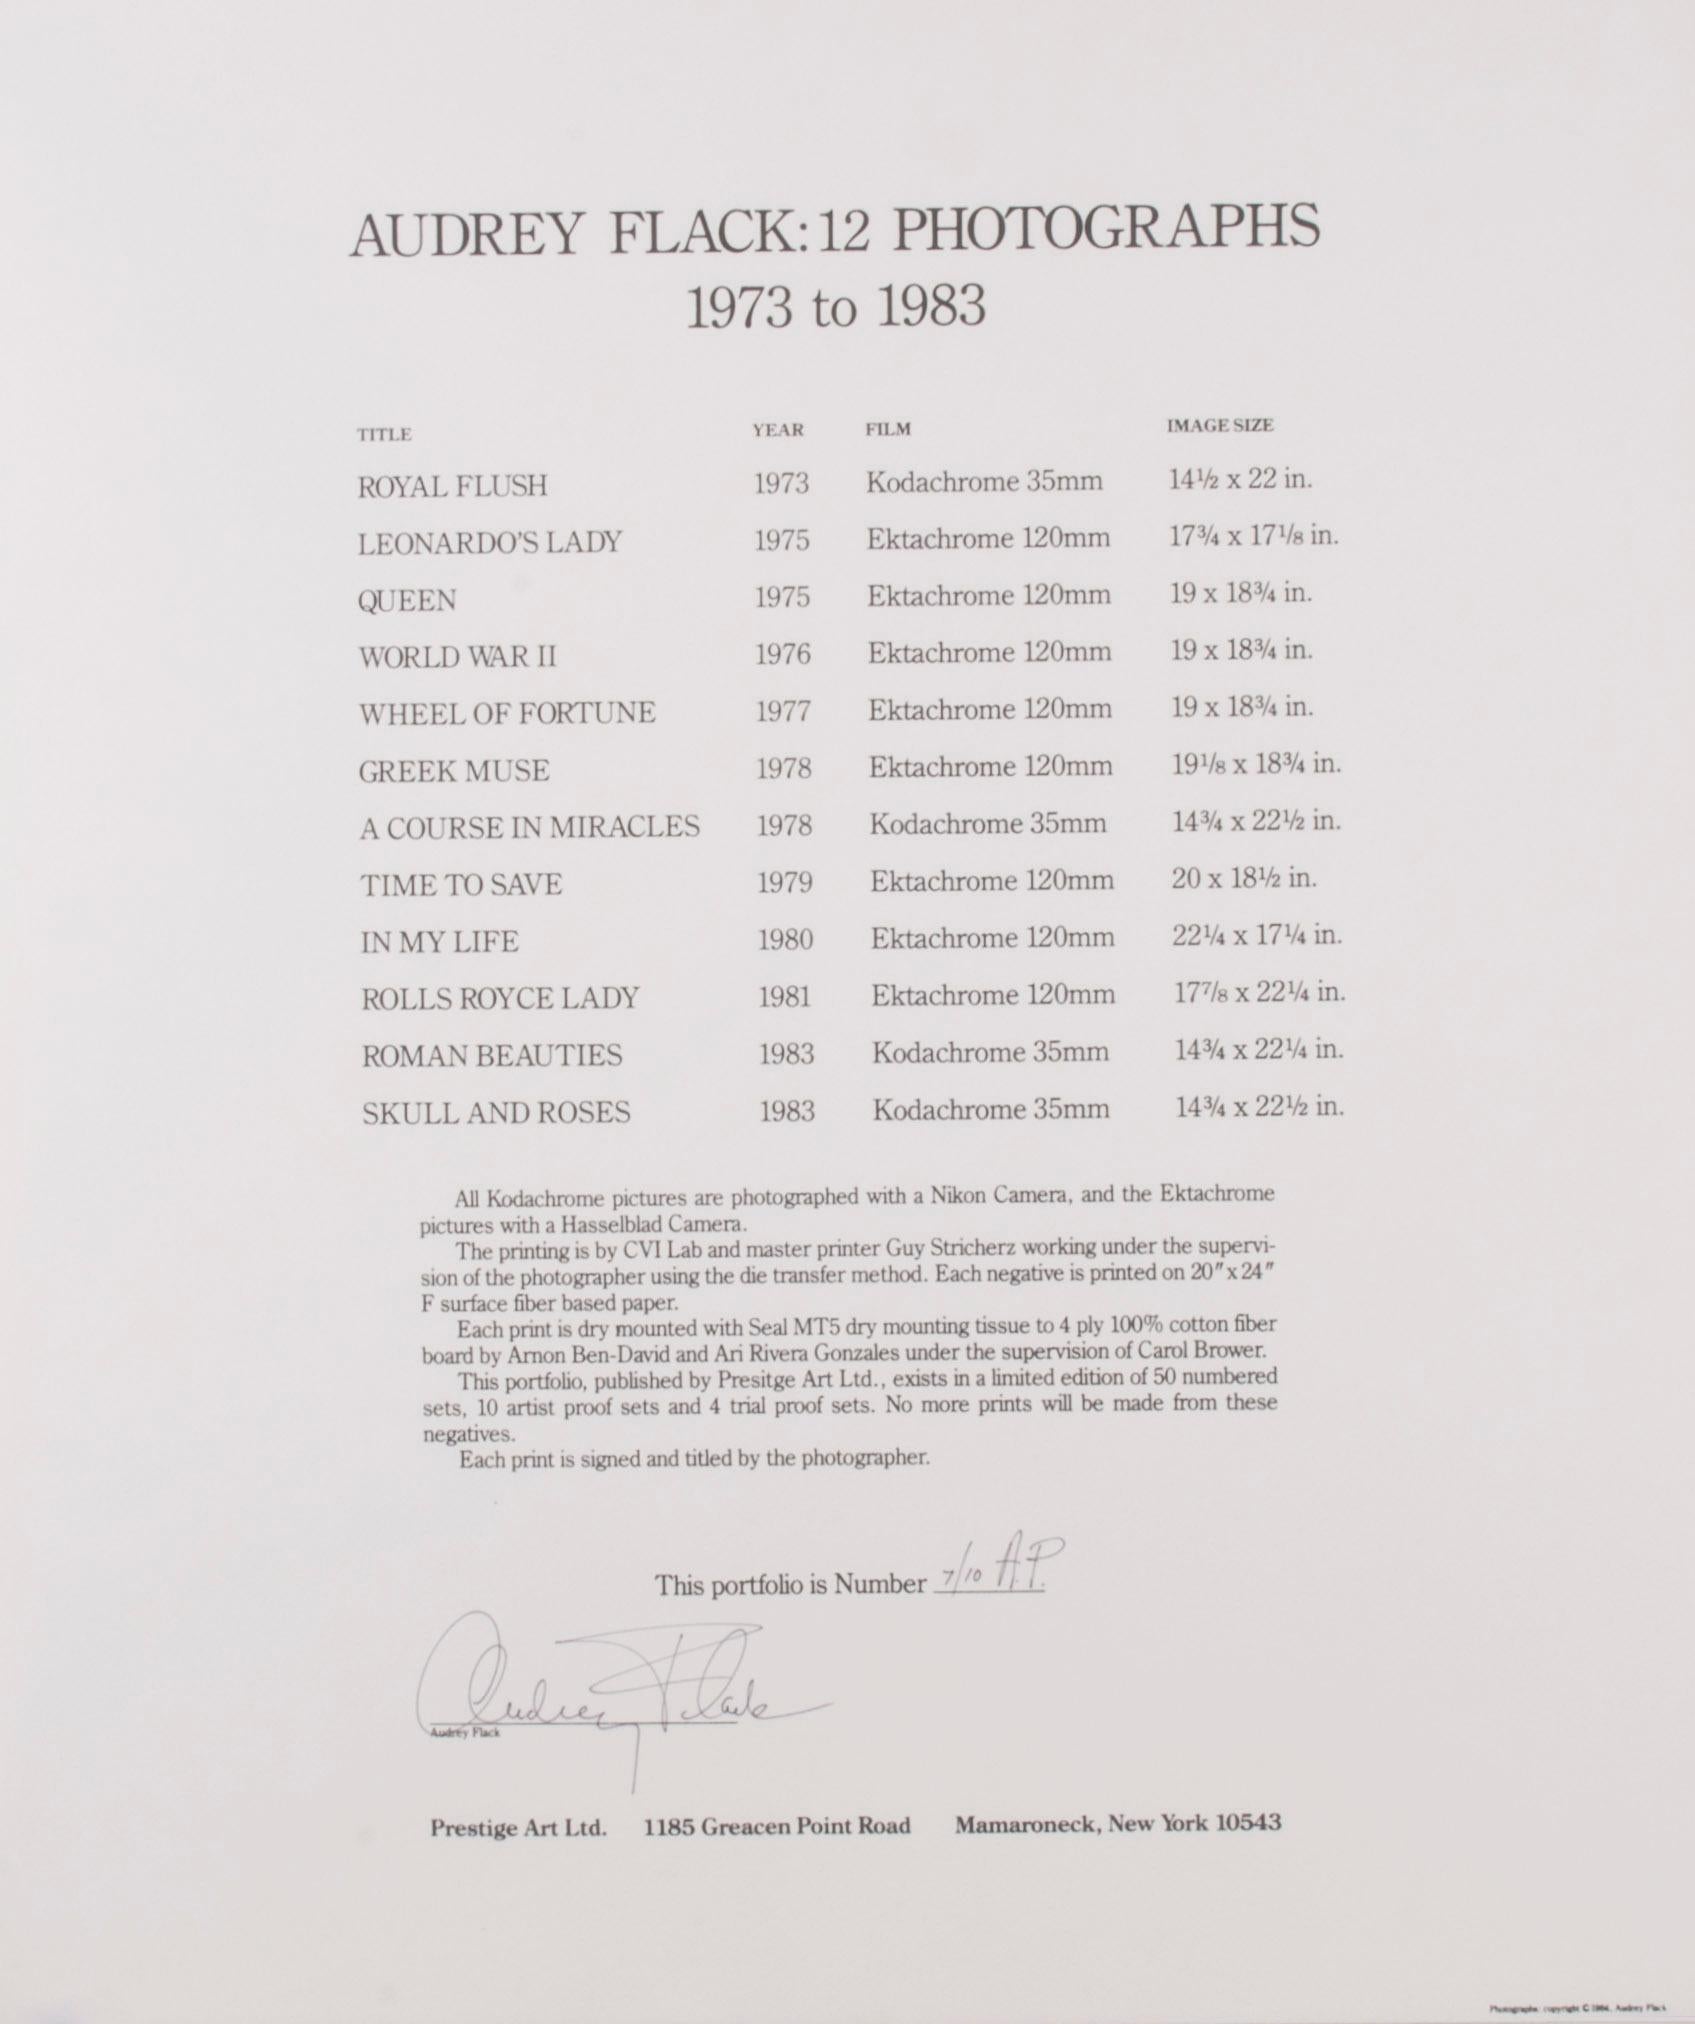 AUDREY FLACK: 12 PHOTOGRAPHS
1973 to 1983
TITLE YEAR FILM IMAGE SIZE
ROYAL FLUSH 1973 Kodachrome 35mm 14½ x 22 in.
LEONARDO'S LADY 1975 Ektachrome 120mm 17¾ x 17⅛ in.
QUEEN 1975 Ektachrome 120mm 19 x 18¾ in.
WORLD WAR II 1976 Ektachrome 120mm 19 x 18¾ in.
WHEEL OF FORTUNE 1977 Ektachrome 120mm 19 x 18¾ in.
GREEK MUSE 1978 Ektachrome 120mm 19⅛ x 18¾ in.
A COURSE IN MIRACLES 1978 Kodachrome 35mm 14¾ x 22½ in.
TIME TO SAVE 1979 Ektachrome 120mm 20 x 18½ in.
IN MY LIFE 1980 Ektachrome 120mm 22¼ x 17¼ in.
ROLLS ROYCE LADY 1981 Ektachrome 120mm 17⅞ x 22¼ in.
ROMAN BEAUTIES 1983 Kodachrome 35mm 14¾ x 22¼ in.
SKULL AND ROSES 1983 Kodachrome 35mm 14¾ x 22½ in.
All Kodachrome pictures are photographed with a Nikon Camera, and the Ektachrome
pictures with a Hasselblad Camera.
The printing is by CVI Lab and master printer Guy Stricherz working under the supervi-
sion of the photographer using the die transfer method. Each negative is printed on 20" x 24"
F surface fiber based paper.
Each print is dry mounted with Seal MT5 dry mounting tissue to 4 ply 100% cotton fiber
board by Arnon Ben-David and Ari Rivera Gonzales under the supervision of Carol Brower.
This portfolio, published by Presitge Art Ltd., exists in a limited edition of 50 numbered
sets, 10 artist proof sets and 4 trial proof sets. No more prints will be made from these
negatives.
Each print is signed and titled by the photographer.
This portfolio is Number 7/10 A.P.
Audrey Flack
Audrey Flack
Prestige Art Ltd. 1185 Greacen Point Road Mamaroneck, New York 10543
Photographs: copyright © 1984, Audrey Flack